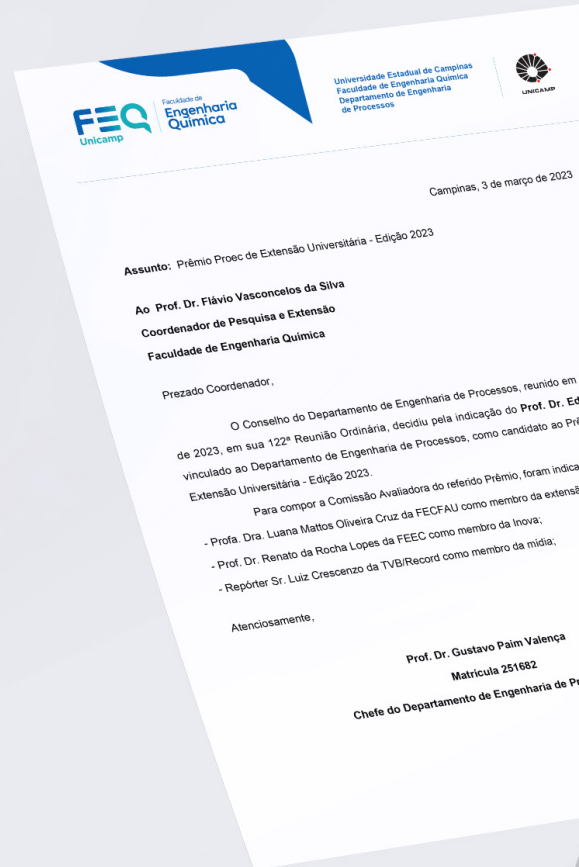 FEQ
Unicamp
Faculdade de
Engenharia
Química
Universidade Estadual de Campinas
Faculdade de Engenharia Química
Departamento de Engenharia
de Processos
UNICAMP
Campinas, 3 de março de 2023
Assunto: Prêmio Proec de Extensão Universitária - Edição 2023
Ao Prof. Dr. Flávio Vasconcelos da Silva
Coordenador de Pesquisa e Extensão
Faculdade de Engenharia Química
Prezado Coordenador,
O Conselho do Departamento de Engenharia de Processos, reunido em
de 2023, em sua 122ª Reunião Ordinária, decidiu pela indicação do Prof. Dr. Ed
vinculado ao Departamento de Engenharia de Processos, como candidato ao Prê
Extensão Universitária - Edição 2023.
Para compor a Comissão Avaliadora do referido Prêmio, foram indica
- Profa. Dra. Luana Mattos Oliveira Cruz da FECFAU como membro da extensã
- Prof. Dr. Renato da Rocha Lopes da FEEC como membro da Inova;
- Repórter Sr. Luiz Crescenzo da TVB/Record como membro da mídia;
Atenciosamente,
Prof. Dr. Gustavo Paim Valença
Matrícula 251682
Chefe do Departamento de Engenharia de Pr